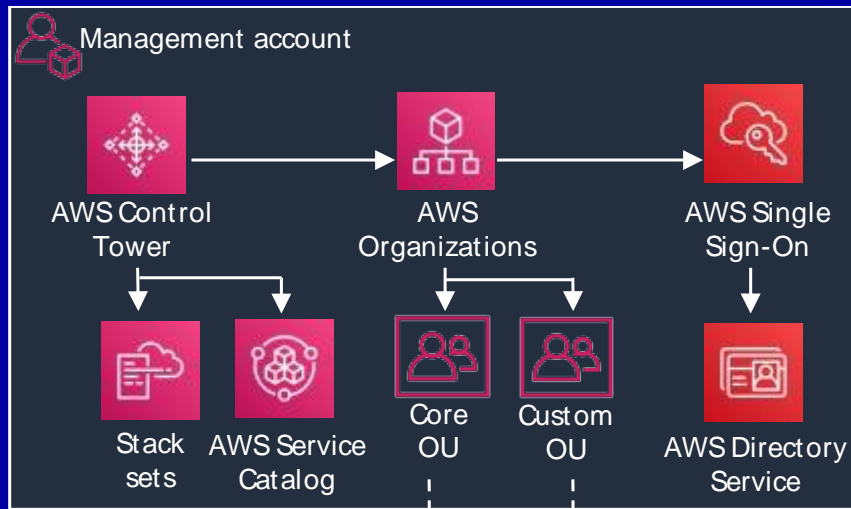 Management account
AWS Control
Tower
AWS
Organizations
AWS Single
Sign-On
Stack
sets
AWS Service
Catalog
Core
OU
Custom
OU
AWS Directory
Service